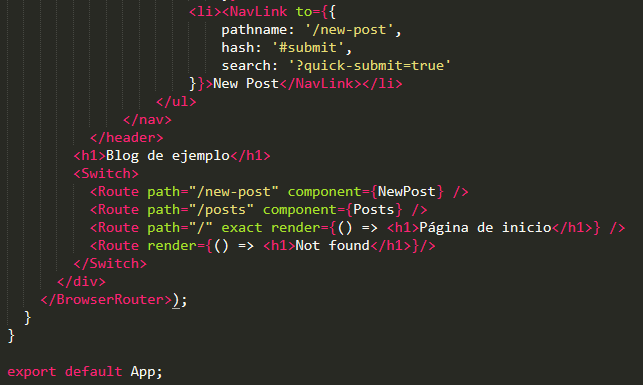 <li><NavLink to={{
pathname: '/new-post',
hash: '#submit',
search: '?quick-submit=true'
}}>New Post</NavLink></li>
</ul>
</nav>
</header>
<h1>Blog de ejemplo</h1>
<Switch>
<Route path="/new-post" component={NewPost} />
<Route path="/posts" component={Posts} />
<Route path="/" exact render={() => <h1>Página de inicio</h1>} />
<Route render={() => <h1>Not found</h1>}/>
</Switch>
</div>
</BrowserRouter>);
}
}
export default App;